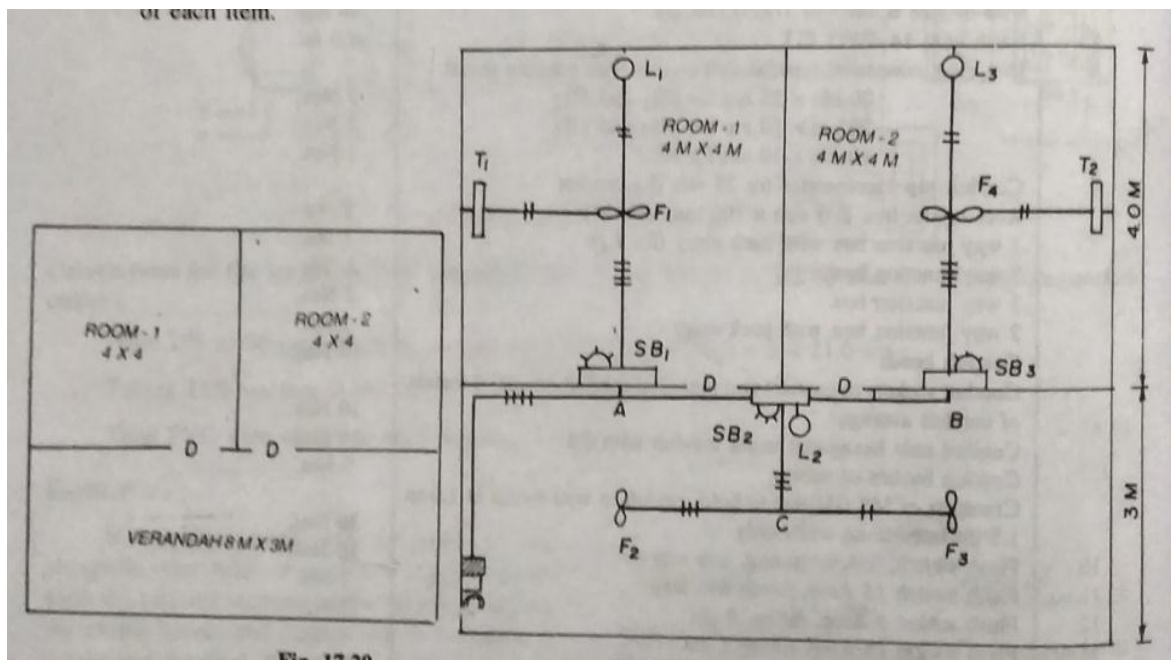 of each item.
ROOM - 1
4 X 4
ROOM - 2
4 X 4
D
D
VERANDAH 8 M X 3M
L1
L3
ROOM - 1
4 M X 4 M
ROOM - 2
4 M X 4 M
T1
F1
F4
T2
4.0 M
SB1
D
D
SB3
A
B
SB2
L2
3 M
C
F2
F3
Fig. 17.20